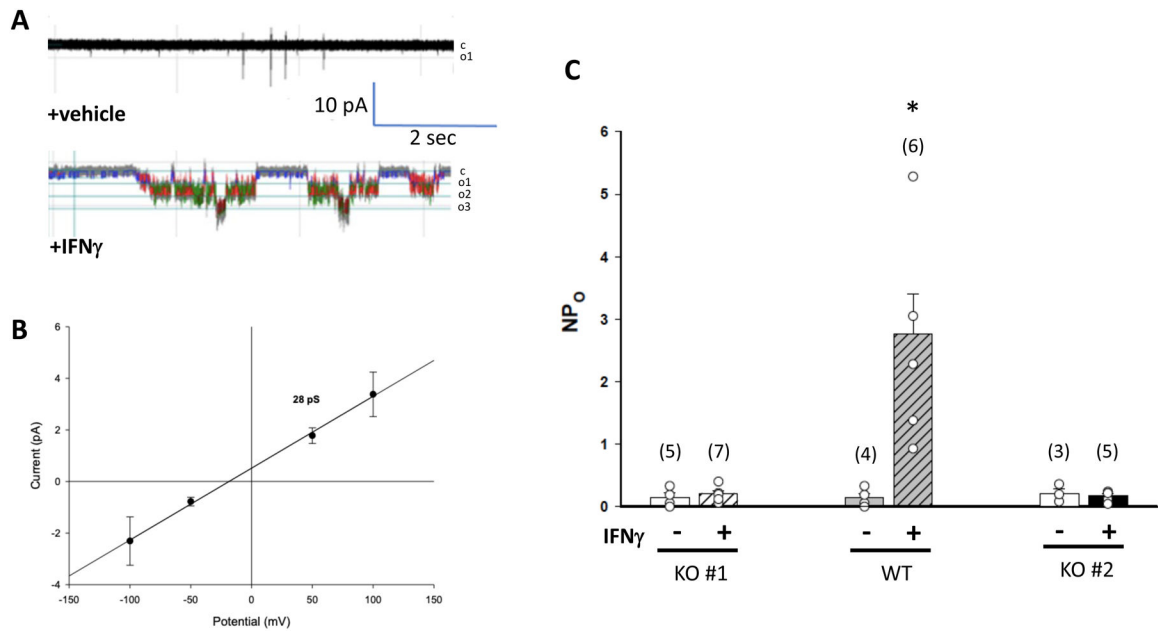 A
c
o1
+vehicle
10 pA
2 sec
c
o1
o2
o3
+IFNγ
B
6
4
2
0
-2
-4
Current (pA)
28 pS
-150 -100 -50 0 50 100 150
Potential (mV)
C
*
6
5
4
3
2
1
0
NPO
(5) (7) (4) (6) (3) (5)
IFNγ - + - + - +
KO #1 WT KO #2